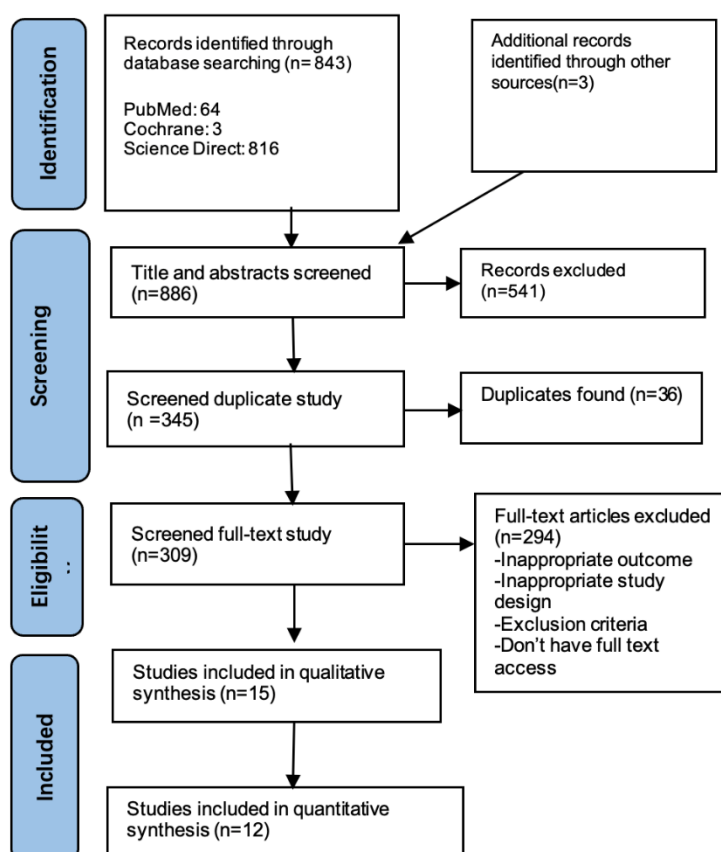 Identification
Records identified through
database searching (n= 843)
PubMed: 64
Cochrane: 3
Science Direct: 816
Additional records
identified through other
sources(n=3)
Screening
Title and abstracts screened
(n=886)
Records excluded
(n=541)
Screened duplicate study
(n =345)
Duplicates found (n=36)
Eligibilit
Screened full-text study
(n=309)
Full-text articles excluded
(n=294)
-Inappropriate outcome
-Inappropriate study
design
-Exclusion criteria
-Don’t have full text
access
Included
Studies included in qualitative
synthesis (n=15)
Studies included in quantitative
synthesis (n=12)